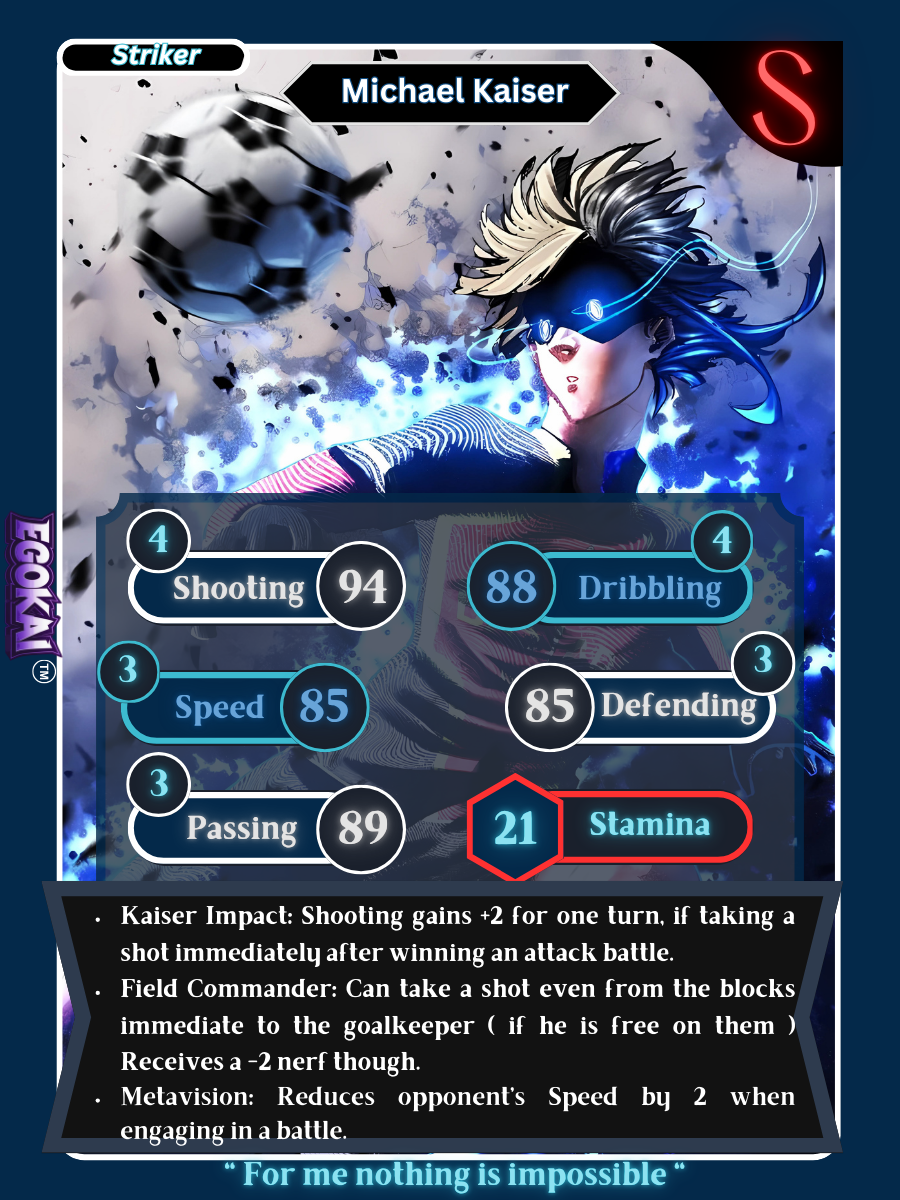 Striker
Michael Kaiser
S
EGOKAI
TM
4
Shooting 94
4
88 Dribbling
3
Speed 85
3
85 Defending
3
Passing 89
21 Stamina
• Kaiser Impact: Shooting gains +2 for one turn, if taking a
shot immediately after winning an attack battle.
• Field Commander: Can take a shot even from the blocks
immediate to the goalkeeper ( if he is free on them )
Receives a -2 nerf though.
• Metavision: Reduces opponent's Speed by 2 when
engaging in a battle.
“ For me nothing is impossible “